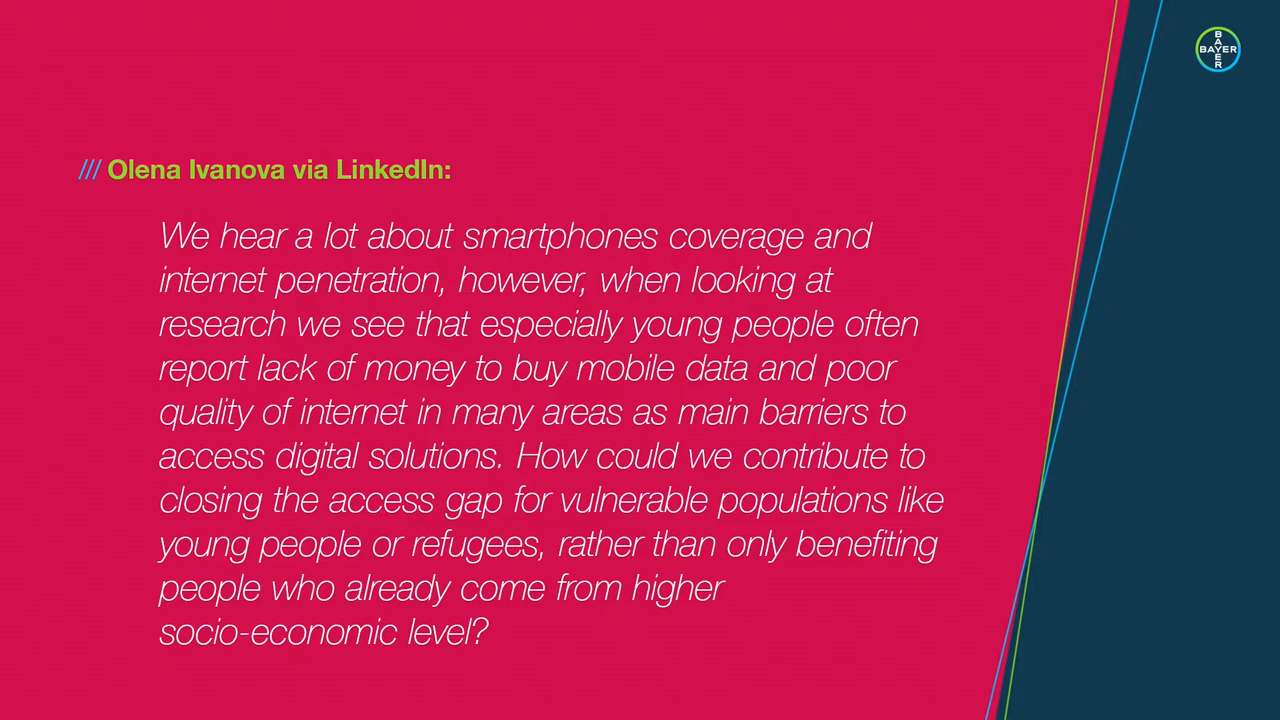 BAYER
BAYER
/// Olena Ivanova via LinkedIn:
We hear a lot about smartphones coverage and
internet penetration, however, when looking at
research we see that especially young people often
report lack of money to buy mobile data and poor
quality of internet in many areas as main barriers to
access digital solutions. How could we contribute to
closing the access gap for vulnerable populations like
young people or refugees, rather than only benefiting
people who already come from higher
socio-economic level?